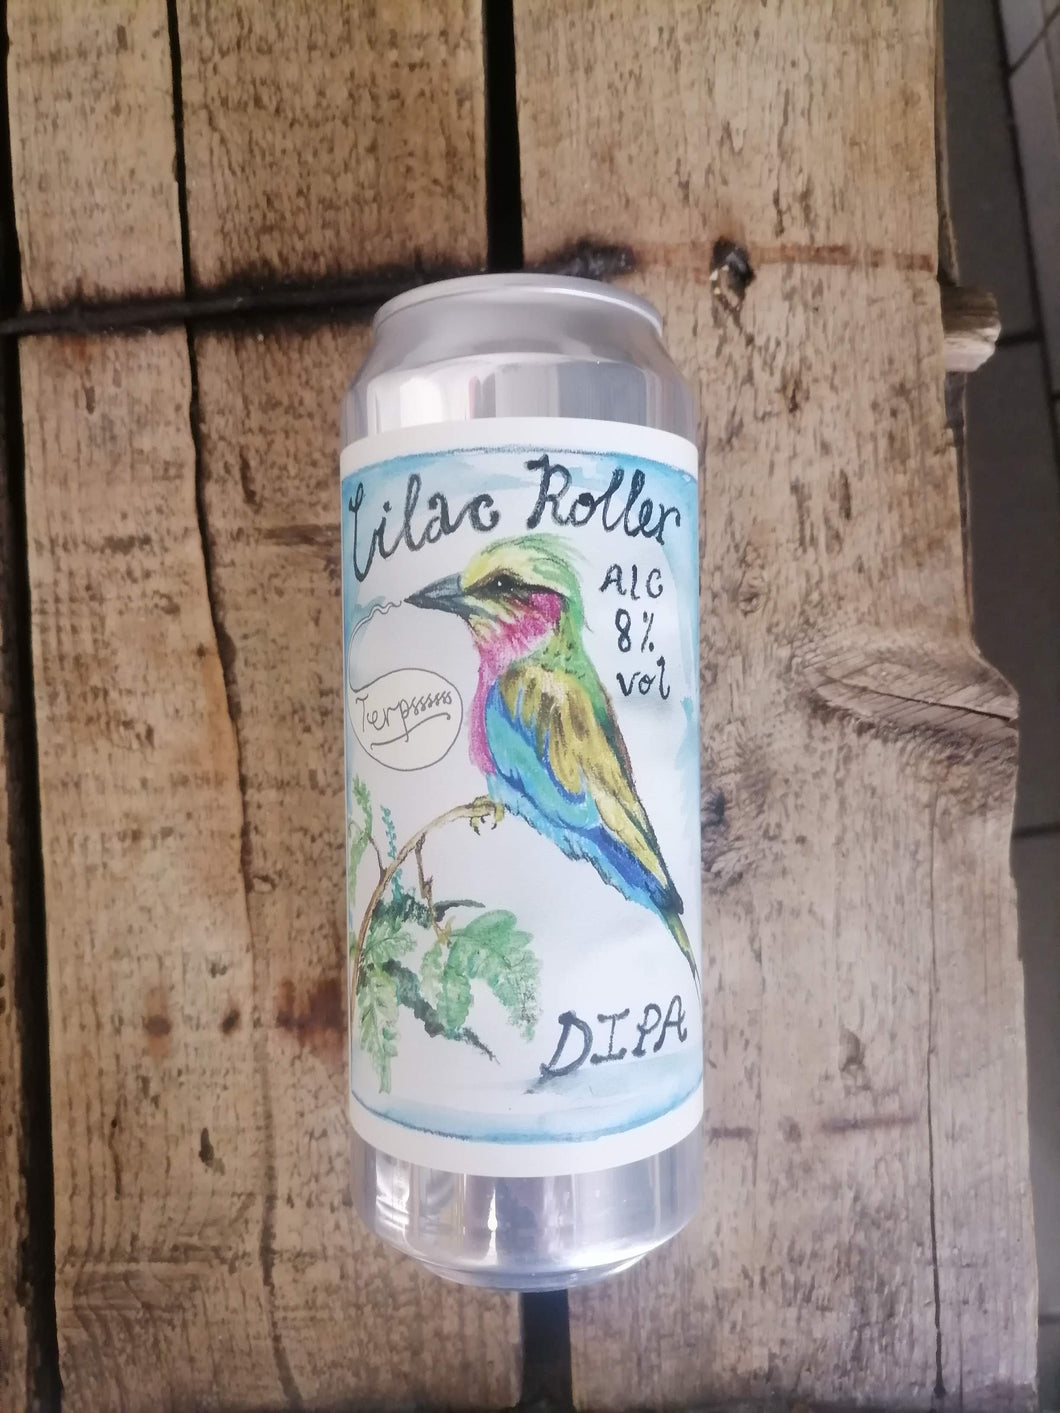 Lilac Roller
Alc
8%
vol
Terpsssss
DIPA